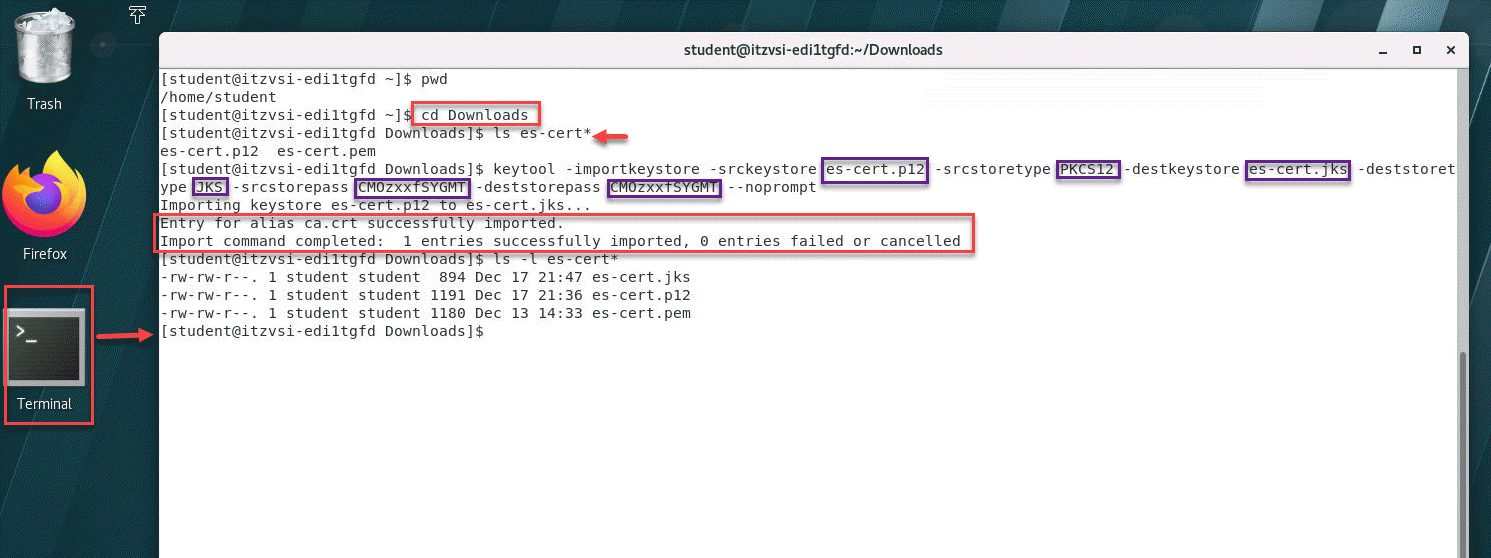 student@itzvsi-edi1tgfd:~/Downloads
Trash
Firefox
>_
Terminal
[student@itzvsi-edi1tgfd ~]$ pwd
/home/student
[student@itzvsi-edi1tgfd ~]$ cd Downloads
[student@itzvsi-edi1tgfd Downloads]$ ls es-cert*
es-cert.p12  es-cert.pem
[student@itzvsi-edi1tgfd Downloads]$ keytool -importkeystore -srckeystore es-cert.p12 -srcstoretype PKCS12 -destkeystore es-cert.jks -deststoret
ype JKS -srcstorepass CMOzxxfSYGMT -deststorepass CMOzxxfSYGMT --noprompt
Importing keystore es-cert.p12 to es-cert.jks...
Entry for alias ca.crt successfully imported.
Import command completed:  1 entries successfully imported, 0 entries failed or cancelled
[student@itzvsi-edi1tgfd Downloads]$ ls -l es-cert*
-rw-rw-r--. 1 student student  894 Dec 17 21:47 es-cert.jks
-rw-rw-r--. 1 student student 1191 Dec 17 21:36 es-cert.p12
-rw-rw-r--. 1 student student 1180 Dec 13 14:33 es-cert.pem
[student@itzvsi-edi1tgfd Downloads]$